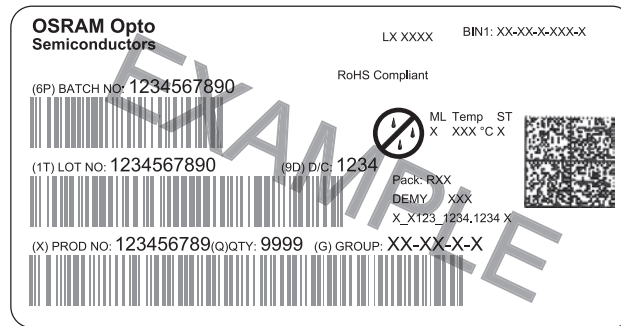 OSRAM Opto
Semiconductors
LX XXXX
BIN1: XX-XX-X-XXX-X
RoHS Compliant
(6P) BATCH NO: 1234567890
ML Temp ST
X XXX °C X
(1T) LOT NO: 1234567890
(9D) D/C: 1234
Pack: RXX
DEMY XXX
X_X123_1234.1234 X
(X) PROD NO: 123456789(Q)QTY: 9999 (G) GROUP: XX-XX-X-X
EXAMPLE